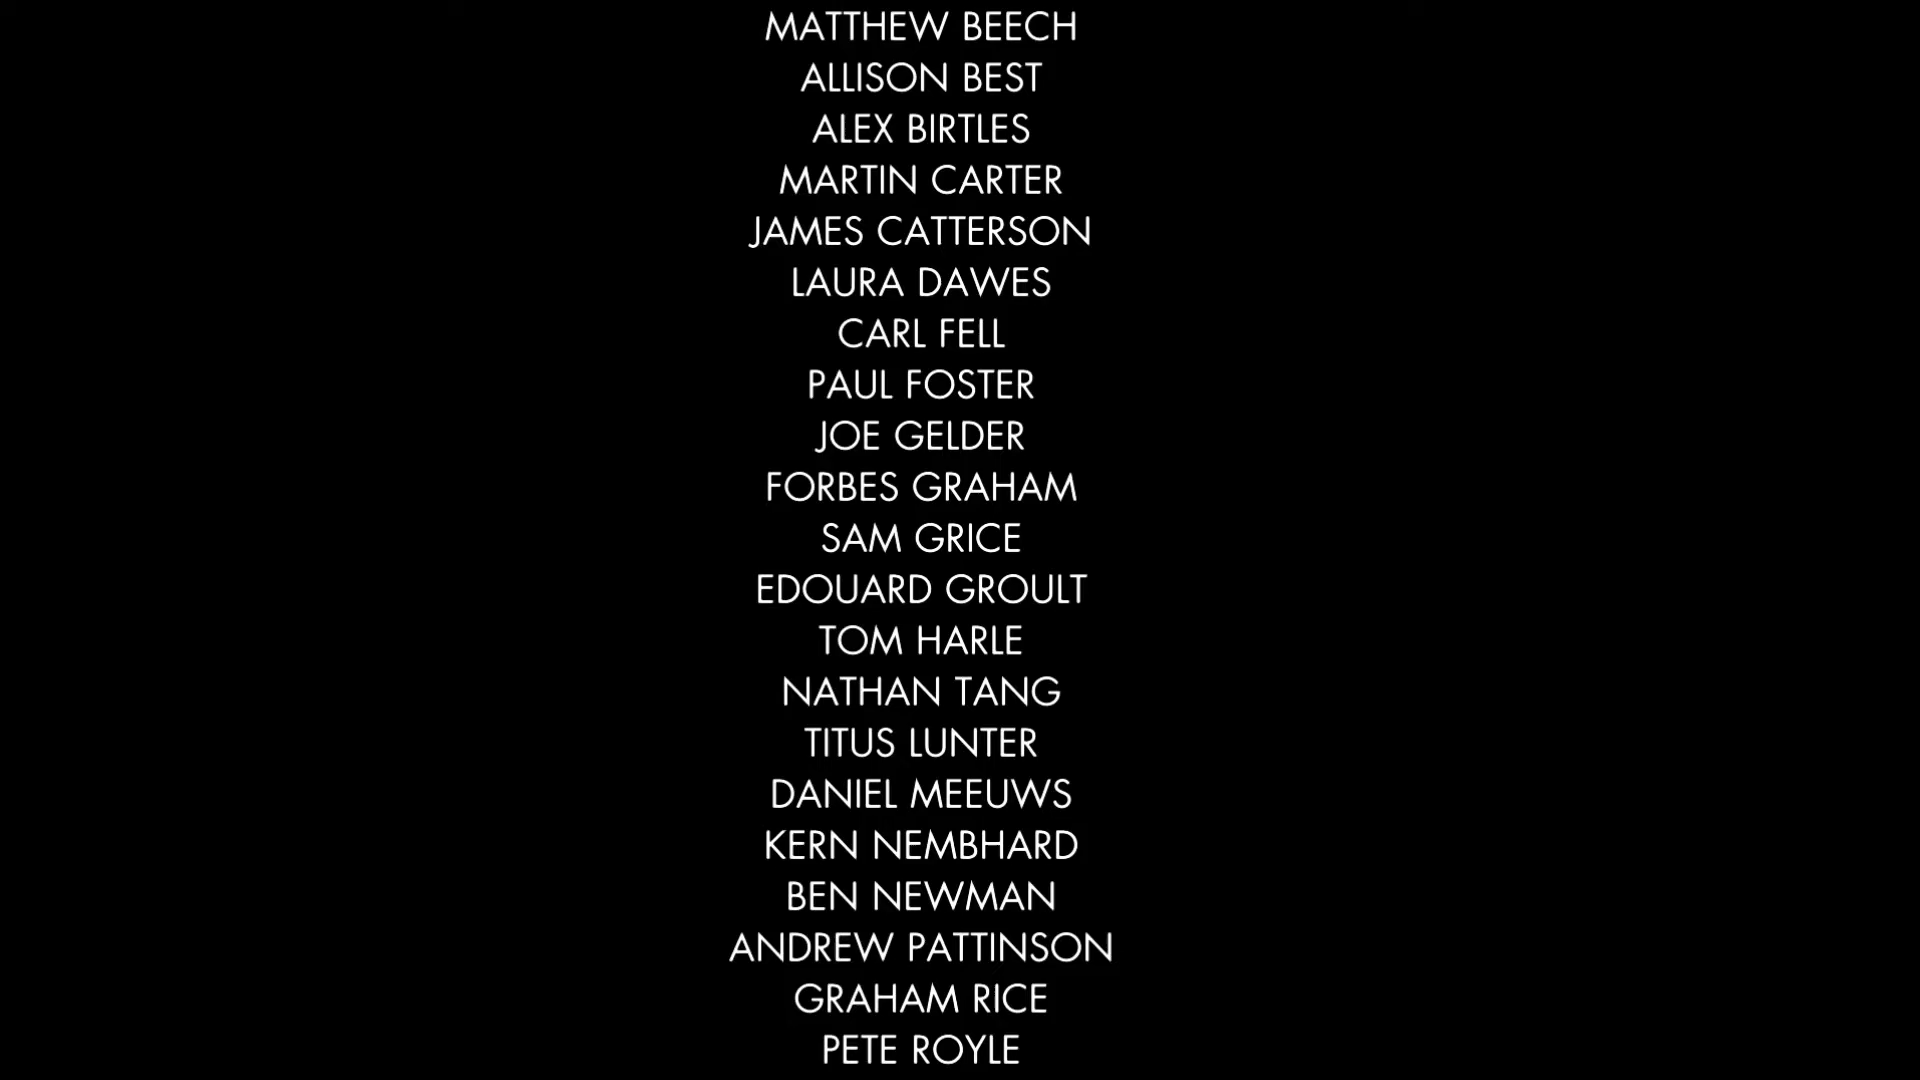 MATTHEW BEECH
ALLISON BEST
ALEX BIRTLES
MARTIN CARTER
JAMES CATTERSON
LAURA DAWES
CARL FELL
PAUL FOSTER
JOE GELDER
FORBES GRAHAM
SAM GRICE
EDOUARD GROULT
TOM HARLE
NATHAN TANG
TITUS LUNTER
DANIEL MEEUWS
KERN NEMBHARD
BEN NEWMAN
ANDREW PATTINSON
GRAHAM RICE
PETE ROYLE